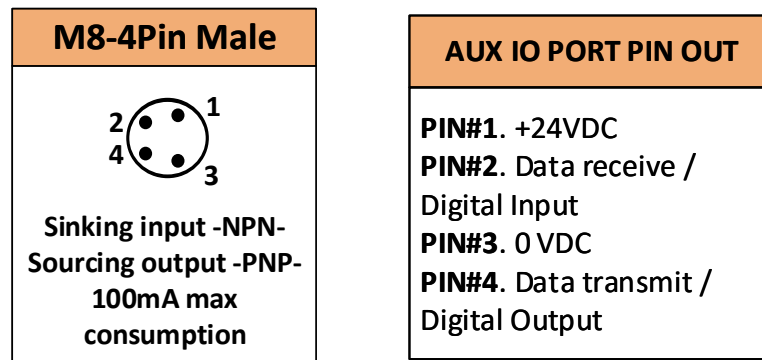 M8-4Pin Male
1
2
4
3
Sinking input -NPN-
Sourcing output -PNP-
100mA max
consumption
AUX IO PORT PIN OUT
PIN#1. +24VDC
PIN#2. Data receive /
Digital Input
PIN#3. 0 VDC
PIN#4. Data transmit /
Digital Output